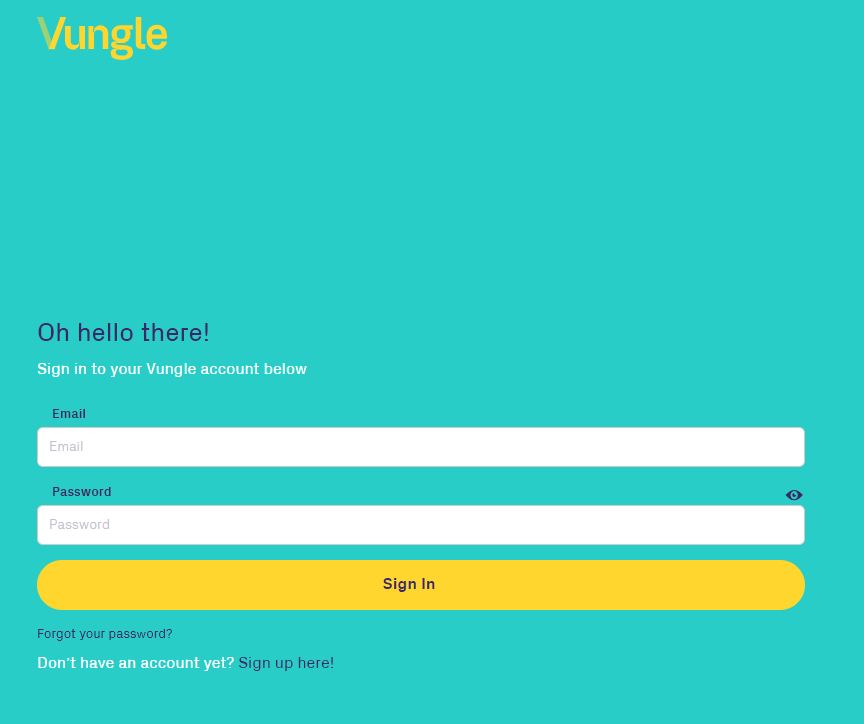 Vungle
Oh hello there!
Sign in to your Vungle account below
Email
Email
Password
Password
Sign In
Forgot your password?
Don't have an account yet? Sign up here!